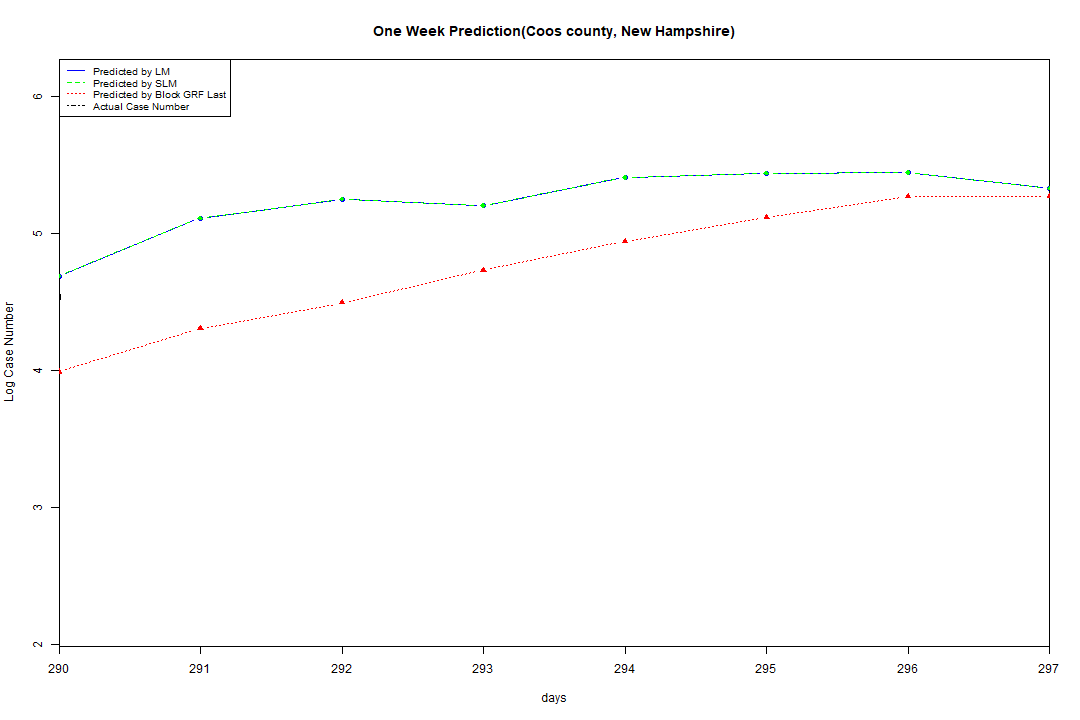 One Week Prediction(Coos county, New Hampshire)
Predicted by LM
Predicted by SLM
Predicted by Block GRF Last
Actual Case Number
Log Case Number
6
5
4
3
2
290 291 292 293 294 295 296 297
days